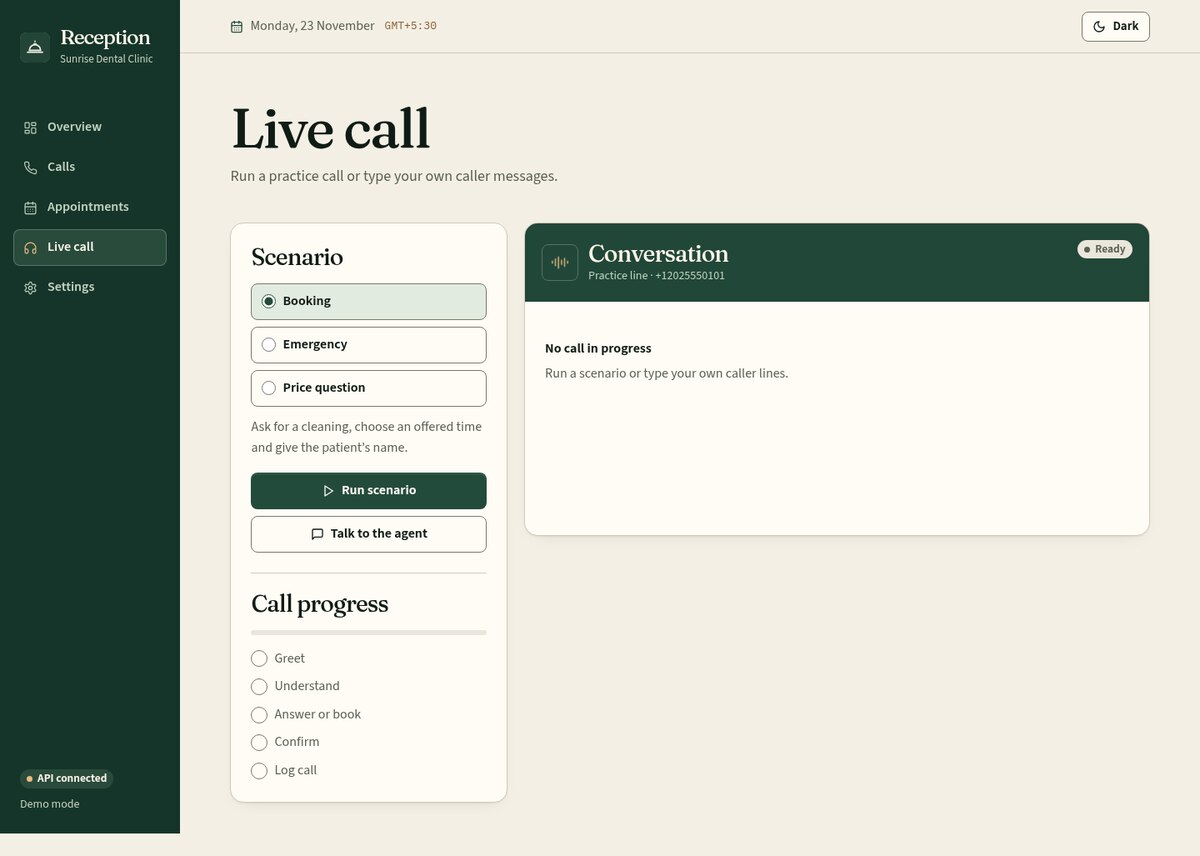 Reception
Sunrise Dental Clinic
Overview
Calls
Appointments
Live call
Settings
API connected
Demo mode
Monday, 23 November GMT+5:30
Dark
Live call
Run a practice call or type your own caller messages.
Scenario
Booking
Emergency
Price question
Ask for a cleaning, choose an offered time
and give the patient's name.
Run scenario
Talk to the agent
Call progress
Greet
Understand
Answer or book
Confirm
Log call
Conversation
Practice line · +12025550101
Ready
No call in progress
Run a scenario or type your own caller lines.